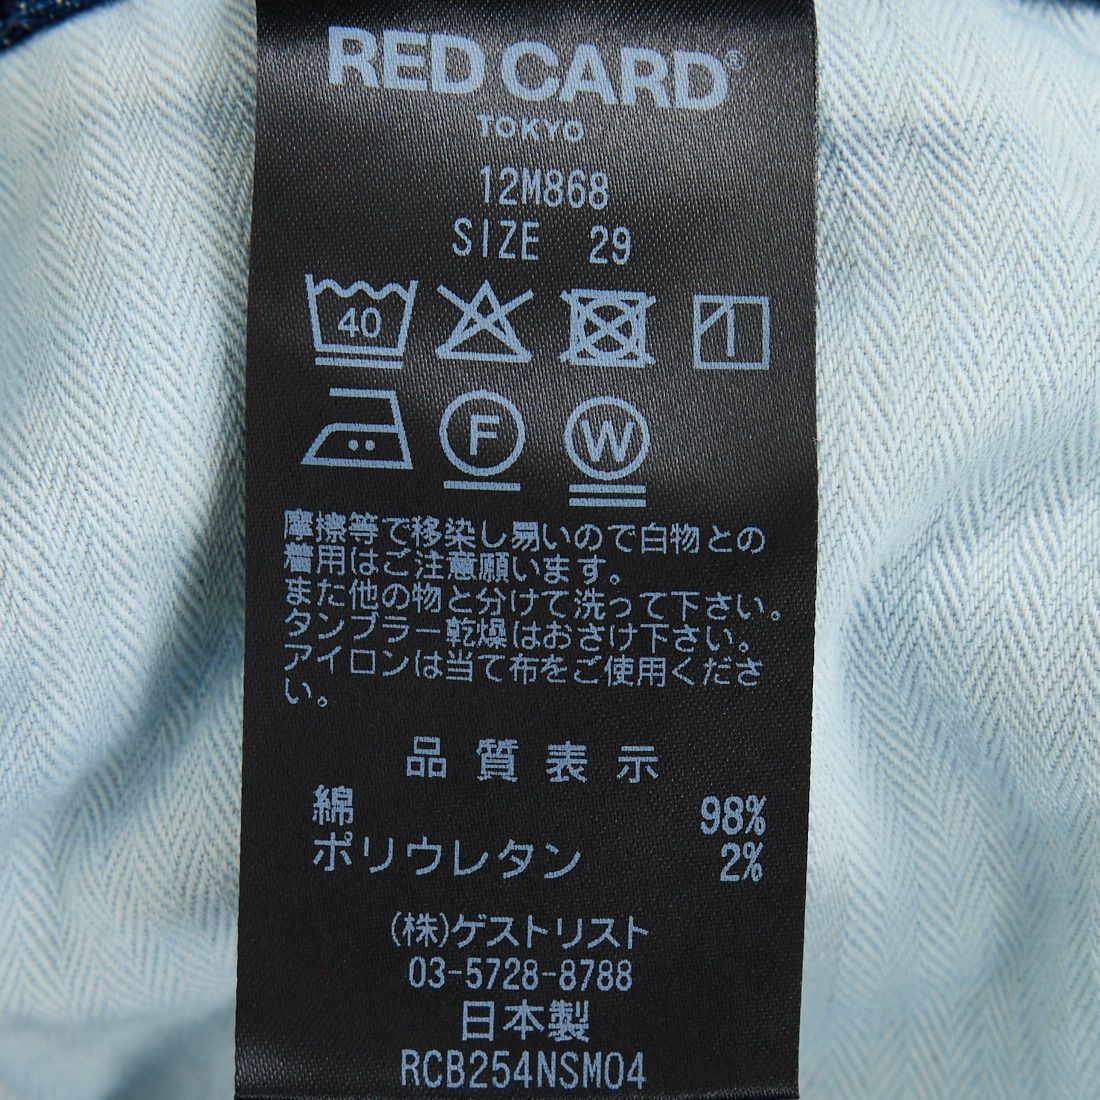 RED CARD®
TOKYO
12M868
SIZE 29
40
F W
摩擦等で移染し易いので白物との
着用はご注意願います。
また他の物と分けて洗って下さい。
タンブラー乾燥はおさけ下さい。
アイロンは当て布をご使用くださ
い。
品質表示
綿 98%
ポリウレタン 2%
(株)ゲストリスト
03-5728-8788
日本製
RCB254NSM04